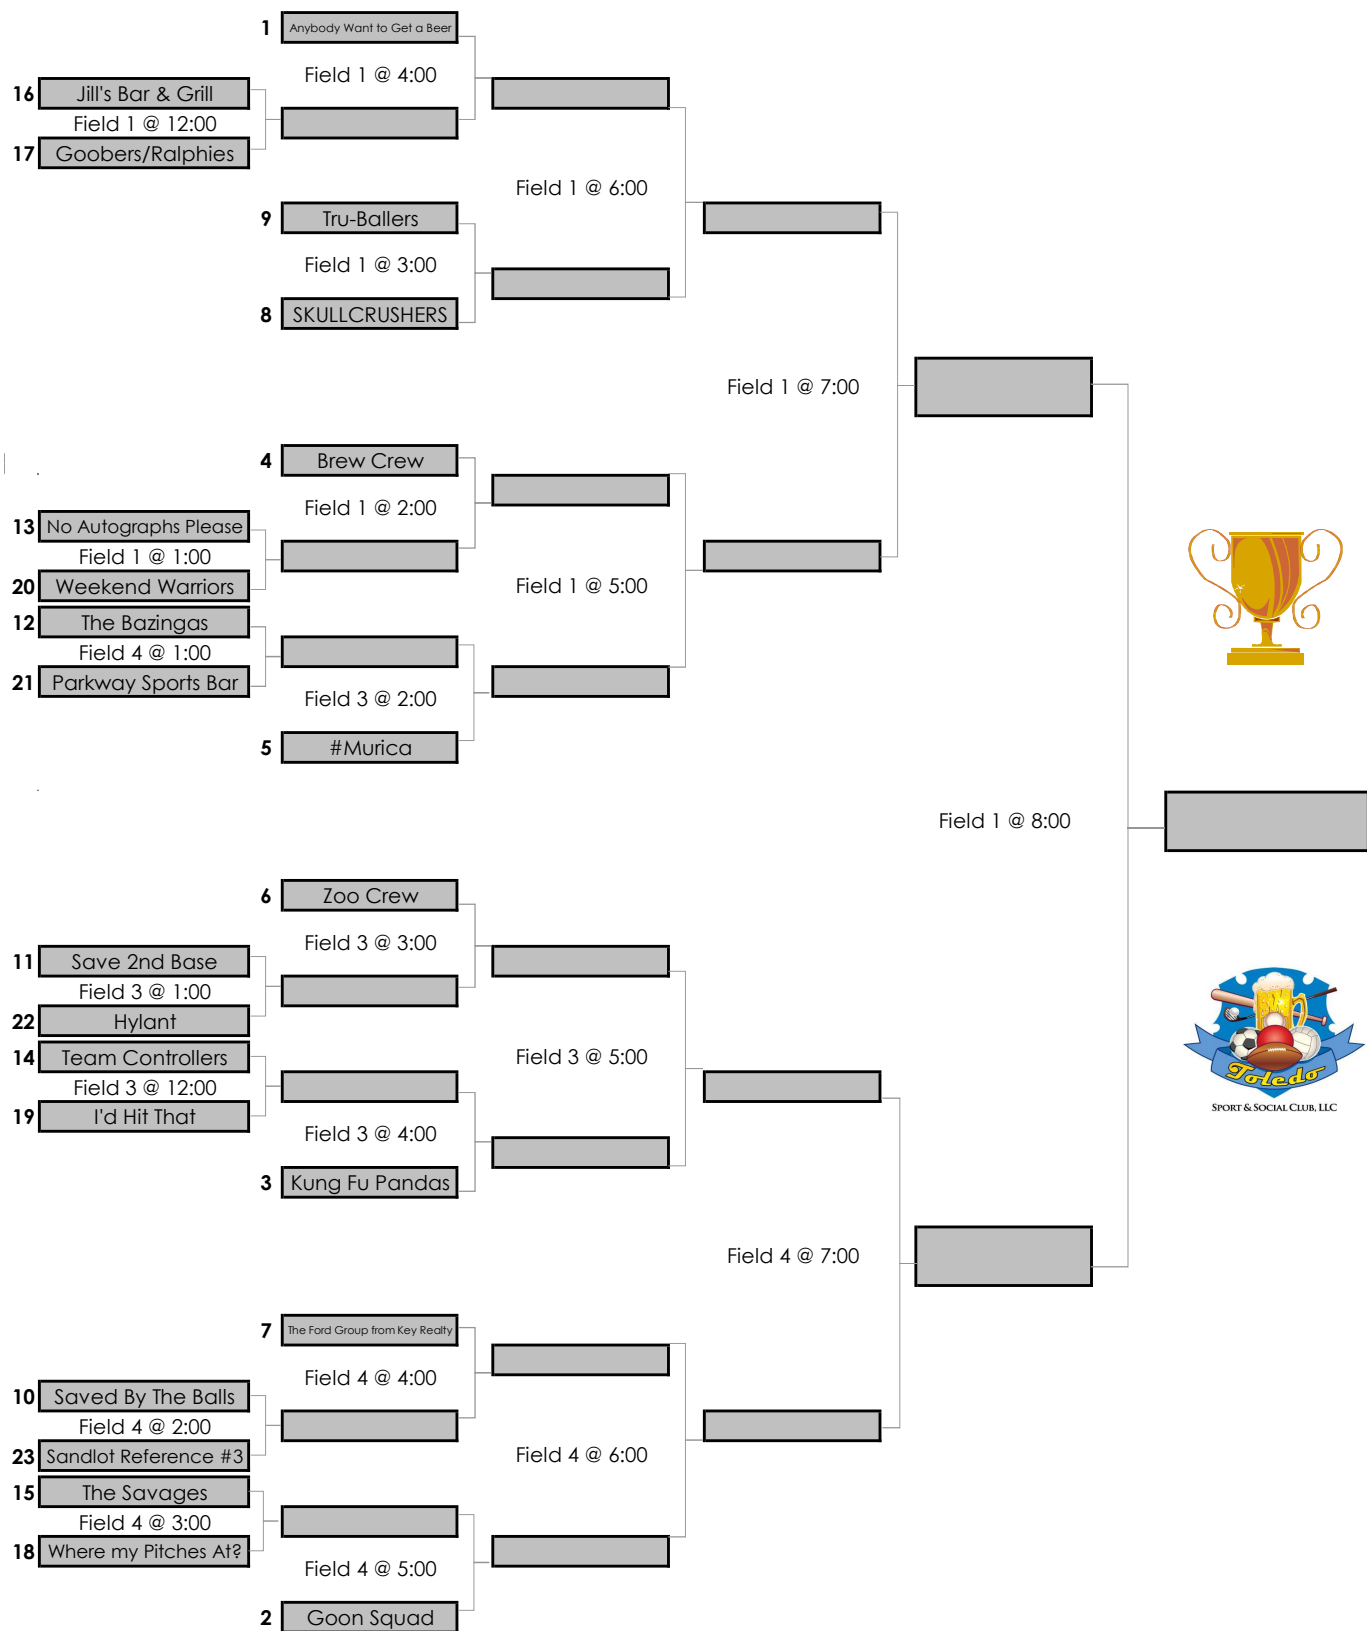 1 Anybody Want to Get a Beer
Field 1 @ 4:00
16 Jill's Bar & Grill
Field 1 @ 12:00
17 Goobers/Ralphies
Field 1 @ 6:00
9 Tru-Ballers
Field 1 @ 3:00
8 SKULLCRUSHERS
Field 1 @ 7:00
4 Brew Crew
Field 1 @ 2:00
13 No Autographs Please
Field 1 @ 1:00
20 Weekend Warriors
Field 1 @ 5:00
12 The Bazingas
Field 4 @ 1:00
21 Parkway Sports Bar
Field 3 @ 2:00
5 #Murica
Field 1 @ 8:00
6 Zoo Crew
Field 3 @ 3:00
11 Save 2nd Base
Field 3 @ 1:00
22 Hylant
Field 3 @ 5:00
14 Team Controllers
Field 3 @ 12:00
19 I'd Hit That
Field 3 @ 4:00
3 Kung Fu Pandas
Toledo
SPORT & SOCIAL CLUB, LLC
Field 4 @ 7:00
7 The Ford Group from Key Realty
Field 4 @ 4:00
10 Saved By The Balls
Field 4 @ 2:00
23 Sandlot Reference #3
Field 4 @ 6:00
15 The Savages
Field 4 @ 3:00
18 Where my Pitches At?
Field 4 @ 5:00
2 Goon Squad